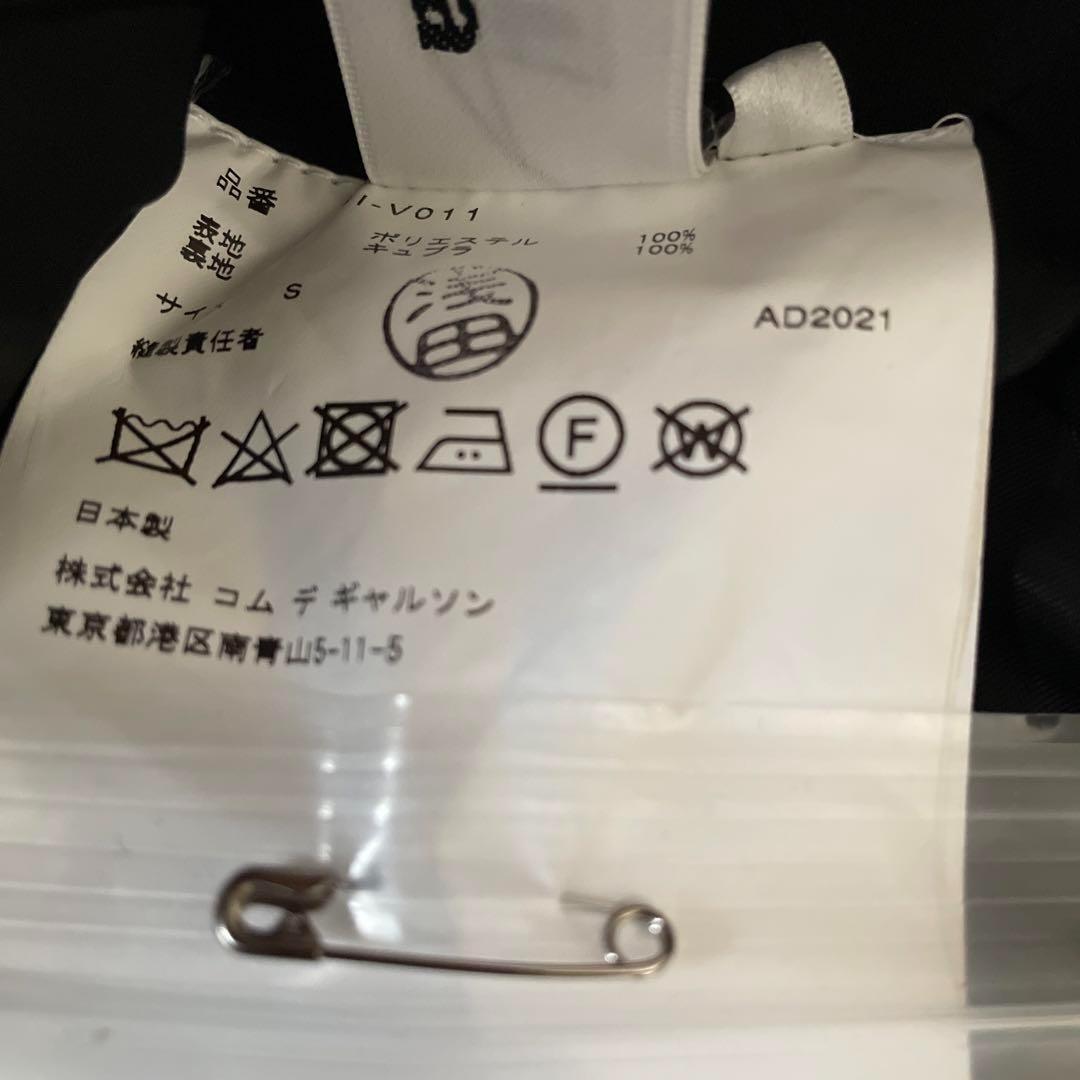 品番 I-V011
表地 ポリエステル 100%
裏地 キュプラ 100%
サイ S
AD2021
縫製責任者
F
W
日本製
株式会社 コム デ ギャルソン
東京都港区南青山5-11-5